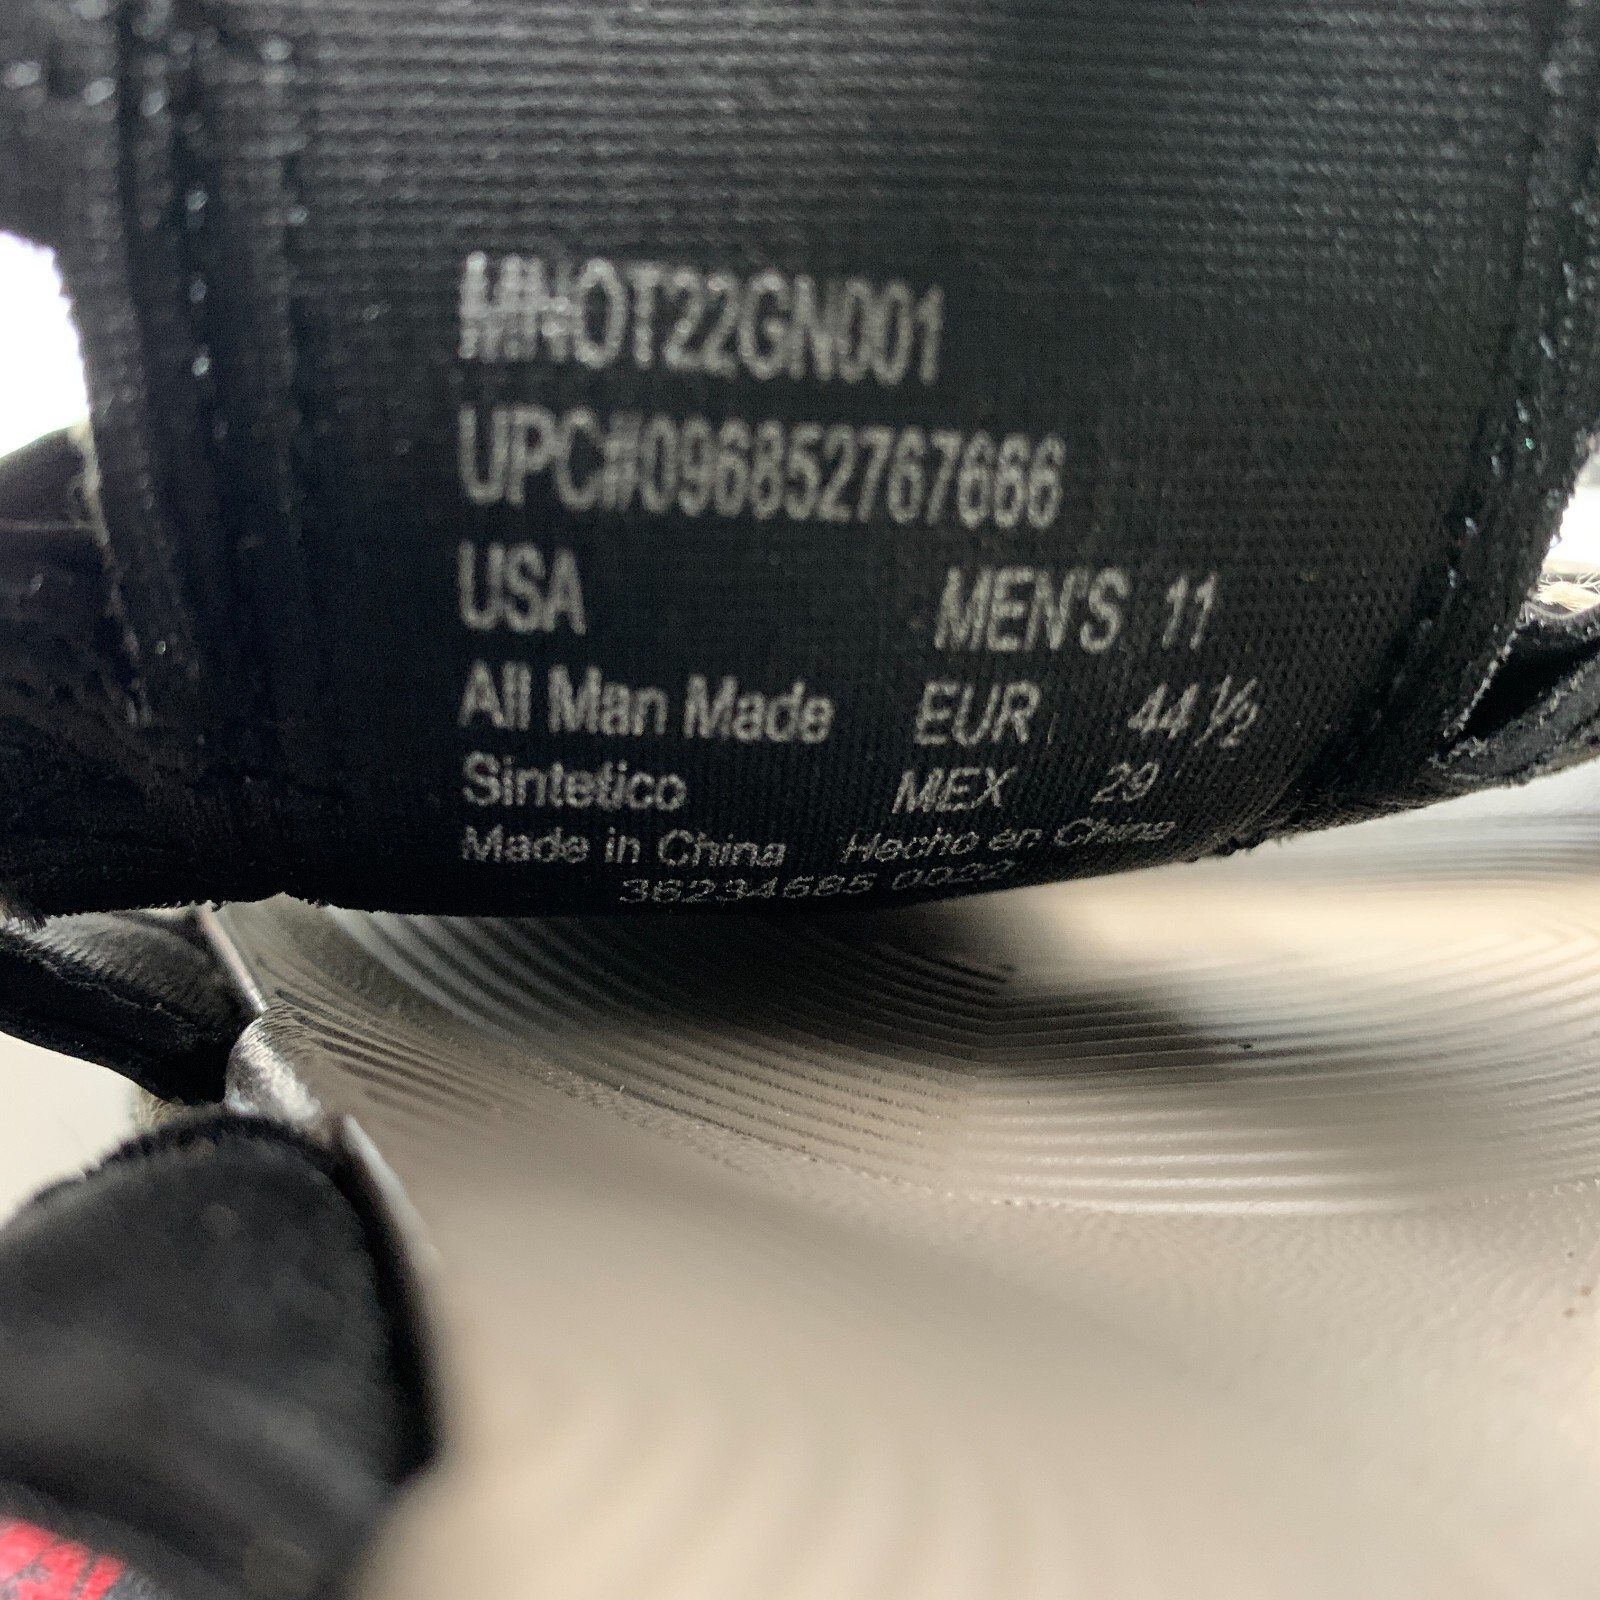 MNOT22GN001
UPC#096852767666
USA MEN'S 11
All Man Made EUR 44 ½
Sintetico MEX 29
Made in China Hecho en China
36234685 0022